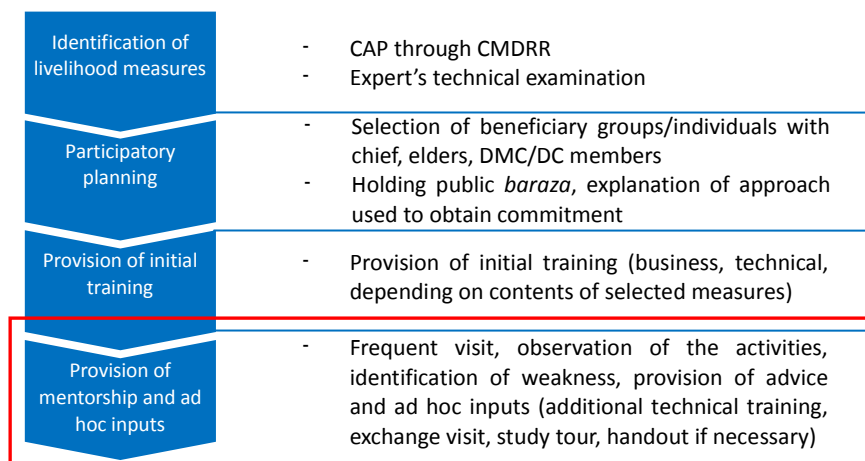 Identification of
livelihood measures
- CAP through CMDRR
- Expert's technical examination
Participatory
planning
- Selection of beneficiary groups/individuals with
chief, elders, DMC/DC members
- Holding public baraza, explanation of approach
used to obtain commitment
Provision of initial
training
- Provision of initial training (business, technical,
depending on contents of selected measures)
Provision of
mentorship and ad
hoc inputs
- Frequent visit, observation of the activities,
identification of weakness, provision of advice
and ad hoc inputs (additional technical training,
exchange visit, study tour, handout if necessary)